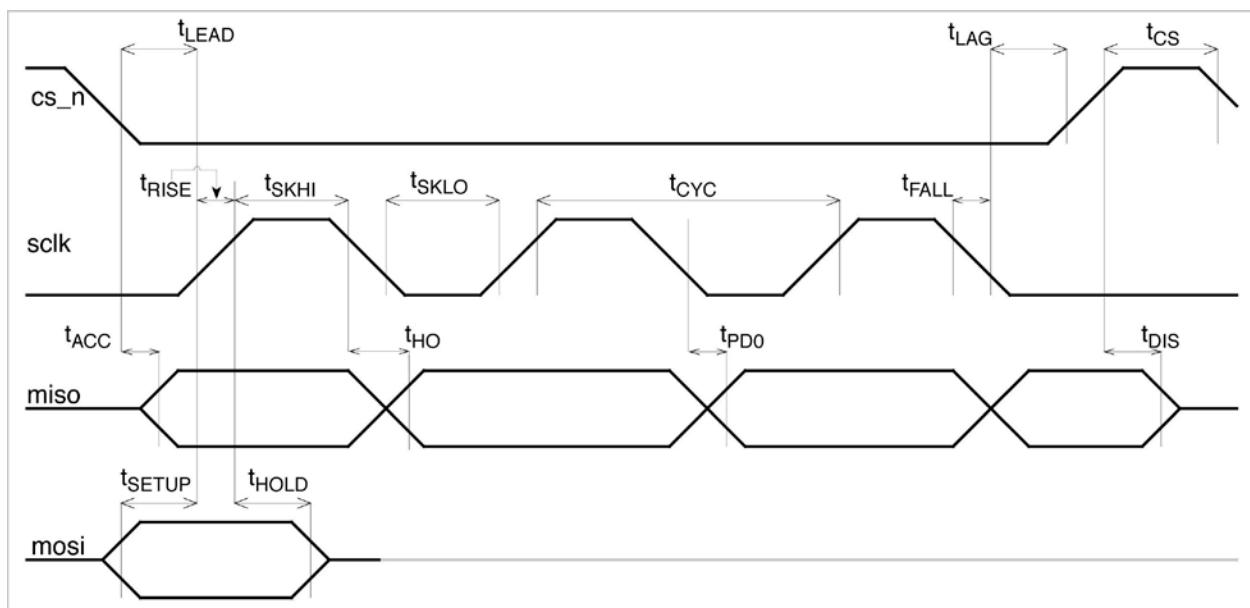 tLEAD tLAG tCS
cs_n
tRISE tSKHI tSKLO tCYC tFALL
sclk
tACC tHO tPD0 tDIS
miso
tSETUP tHOLD
mosi